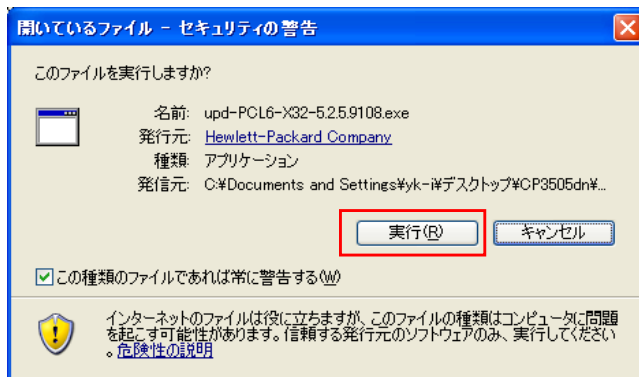 開いているファイル - セキュリティの警告
このファイルを実行しますか?
名前: upd-PCL6-X32-5.2.5.9108.exe
発行元: Hewlett-Packard Company
種類: アプリケーション
発信元: C:¥Documents and Settings¥yk-i¥デスクトップ¥CP3505dn¥...
実行(R) キャンセル
この種類のファイルであれば常に警告する(W)
インターネットのファイルは役に立ちますが、このファイルの種類はコンピュータに問題
を起こす可能性があります。信頼する発行元のソフトウェアのみ、実行してください
。危険性の説明